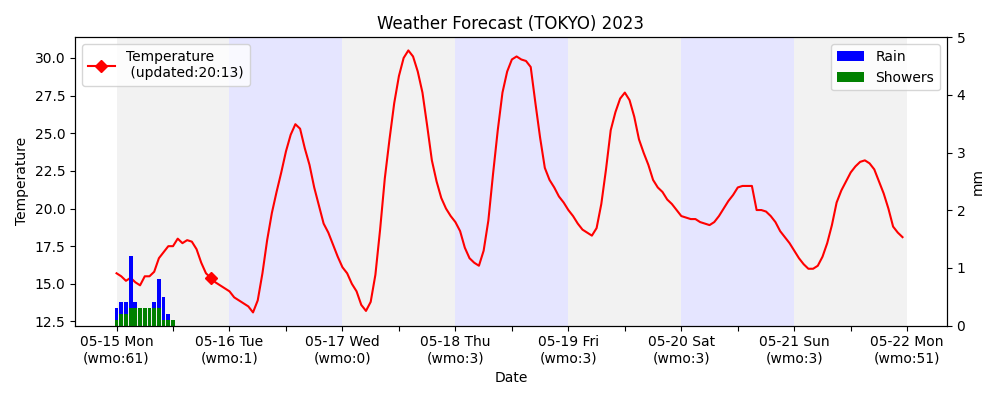 Weather Forecast (TOKYO) 2023
Temperature
(updated:20:13)
Rain
Showers
30.0
27.5
25.0
22.5
20.0
17.5
15.0
12.5
Temperature
5
4
3
2
1
0
mm
05-15 Mon
(wmo:61)
05-16 Tue
(wmo:1)
05-17 Wed
(wmo:0)
05-18 Thu
(wmo:3)
05-19 Fri
(wmo:3)
05-20 Sat
(wmo:3)
05-21 Sun
(wmo:3)
05-22 Mon
(wmo:51)
Date